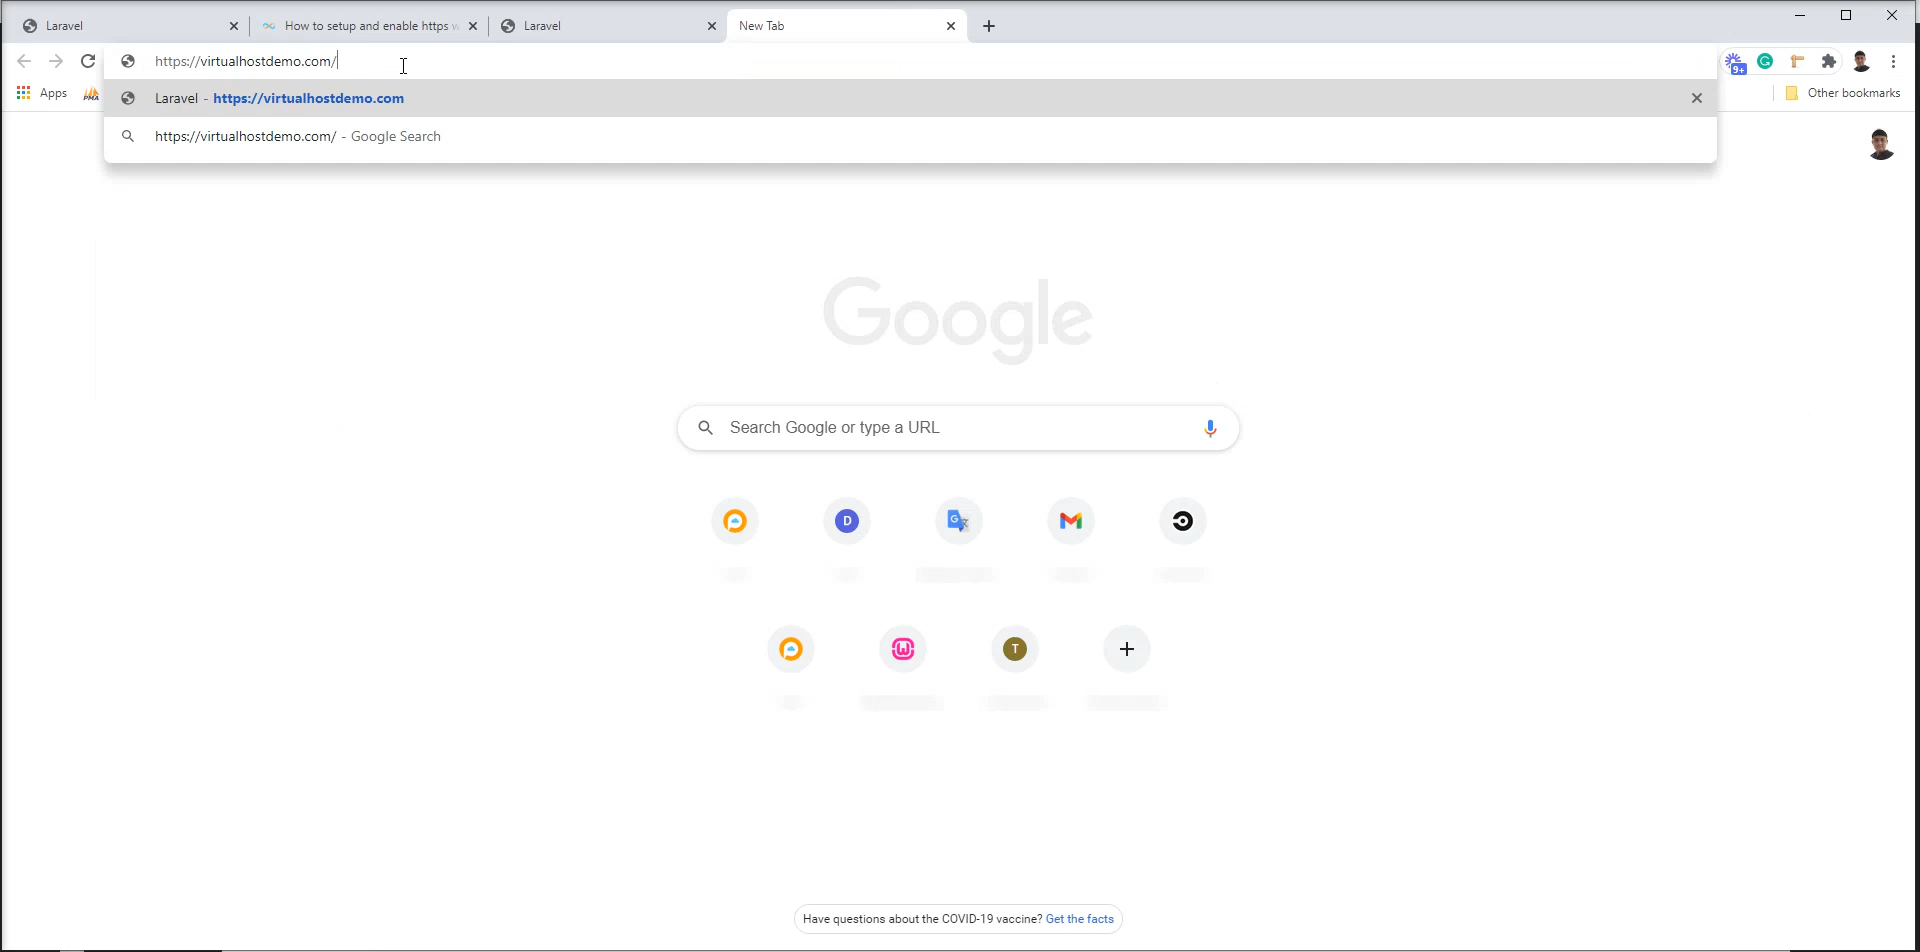 Laravel
How to setup and enable https w
Laravel
New Tab
https://virtualhostdemo.com/
9+
Apps
PMA
Other bookmarks
Laravel - https://virtualhostdemo.com
https://virtualhostdemo.com/ - Google Search
Google
Search Google or type a URL
D
G
T
Have questions about the COVID-19 vaccine? Get the facts